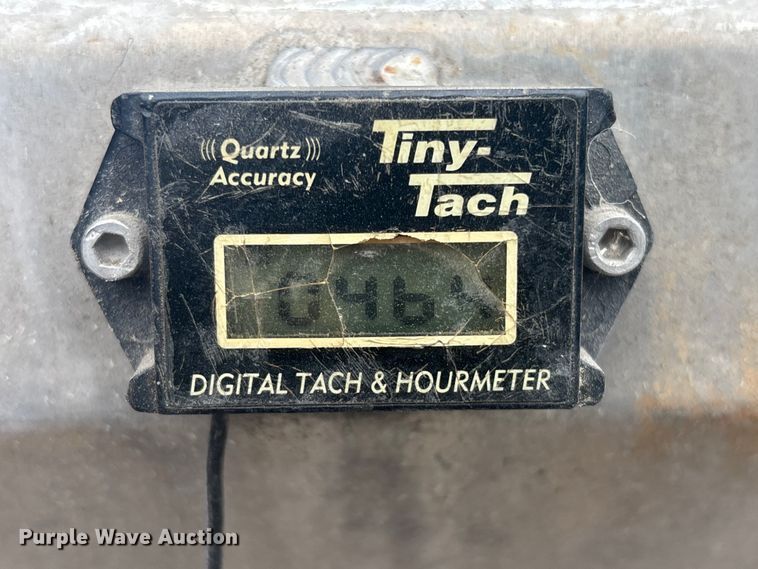 Quartz
Accuracy
Tiny-
Tach
DIGITAL TACH & HOURMETER
Purple Wave Auction